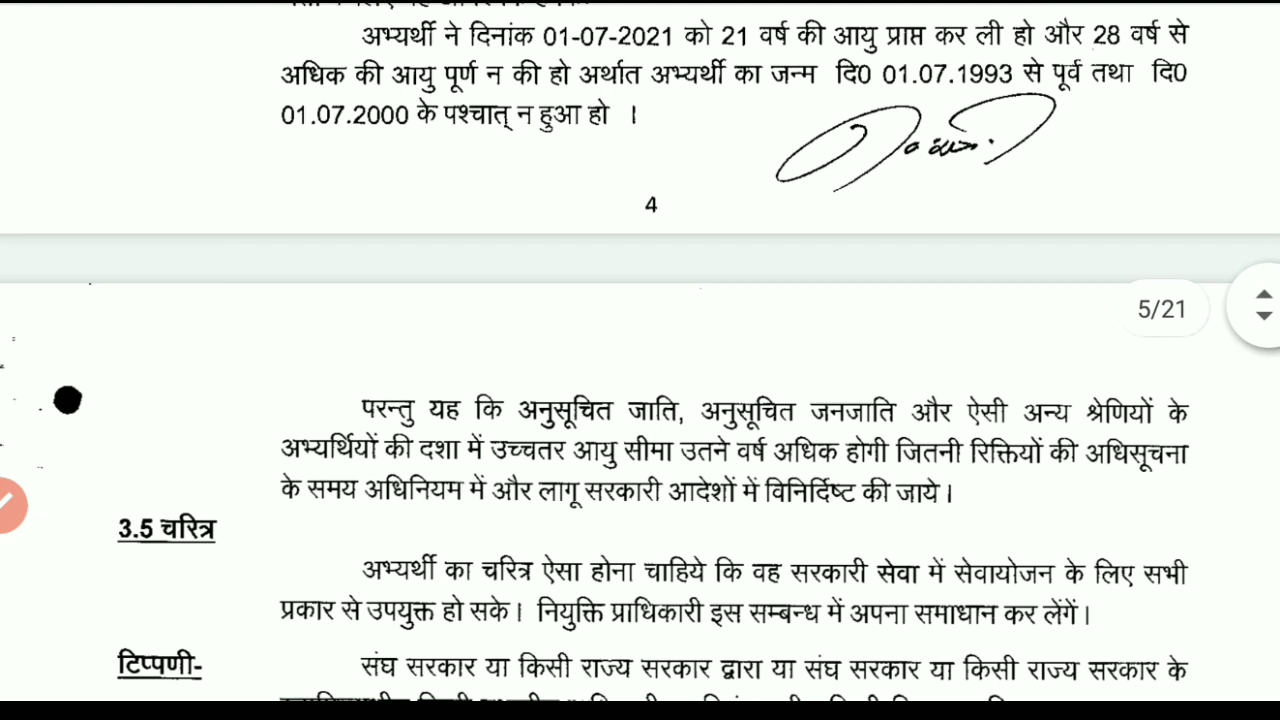 अभ्यर्थी ने दिनांक 01-07-2021 को 21 वर्ष की आयु प्राप्त कर ली हो और 28 वर्ष से
अधिक की आयु पूर्ण न की हो अर्थात अभ्यर्थी का जन्म दि0 01.07.1993 से पूर्व तथा दि0
01.07.2000 के पश्चात् न हुआ हो ।
4
5/21
परन्तु यह कि अनुसूचित जाति, अनुसूचित जनजाति और ऐसी अन्य श्रेणियों के
अभ्यर्थियों की दशा में उच्चतर आयु सीमा उतने वर्ष अधिक होगी जितनी रिक्तियों की अधिसूचना
के समय अधिनियम में और लागू सरकारी आदेशों में विनिर्दिष्ट की जाये।
3.5 चरित्र
अभ्यर्थी का चरित्र ऐसा होना चाहिये कि वह सरकारी सेवा में सेवायोजन के लिए सभी
प्रकार से उपयुक्त हो सके। नियुक्ति प्राधिकारी इस सम्बन्ध में अपना समाधान कर लेंगें।
टिप्पणी- संघ सरकार या किसी राज्य सरकार द्वारा या संघ सरकार या किसी राज्य सरकार के